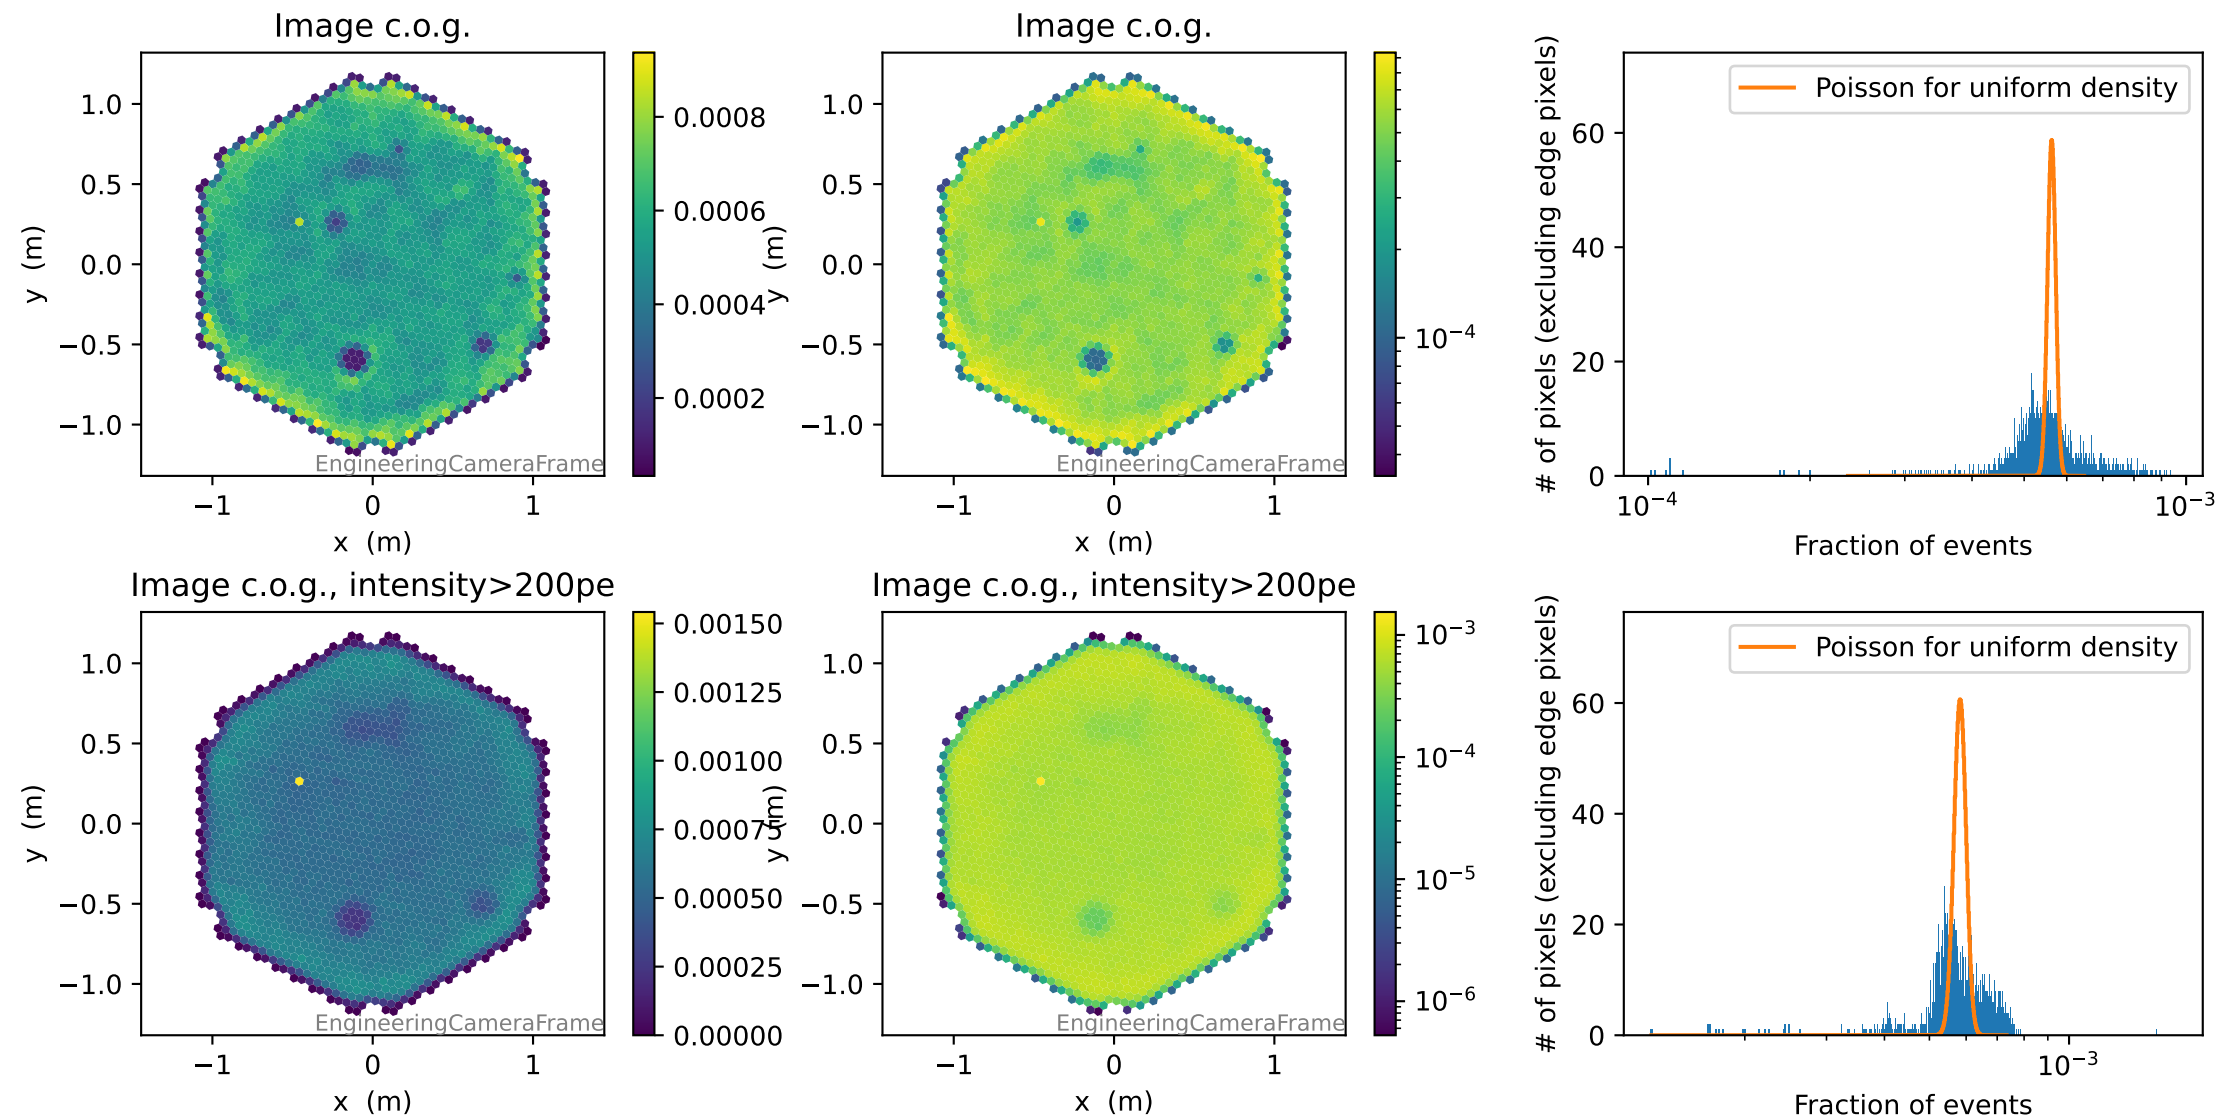 Image c.o.g.
y (m)
1.0
0.5
0.0
−0.5
−1.0
−1
0
1
x (m)
EngineeringCameraFrame
0.0008
0.0006
0.0004
0.0002
Image c.o.g.
y (m)
1.0
0.5
0.0
−0.5
−1.0
−1
0
1
x (m)
EngineeringCameraFrame
10−4
# of pixels (excluding edge pixels)
60
40
20
0
Poisson for uniform density
10−4
10−3
Fraction of events
Image c.o.g., intensity>200pe
y (m)
1.0
0.5
0.0
−0.5
−1.0
−1
0
1
x (m)
EngineeringCameraFrame
0.00150
0.00125
0.00100
0.00075
0.00050
0.00025
0.00000
Image c.o.g., intensity>200pe
y (m)
1.0
0.5
0.0
−0.5
−1.0
−1
0
1
x (m)
EngineeringCameraFrame
10−3
10−4
10−5
10−6
# of pixels (excluding edge pixels)
60
40
20
0
Poisson for uniform density
10−3
Fraction of events